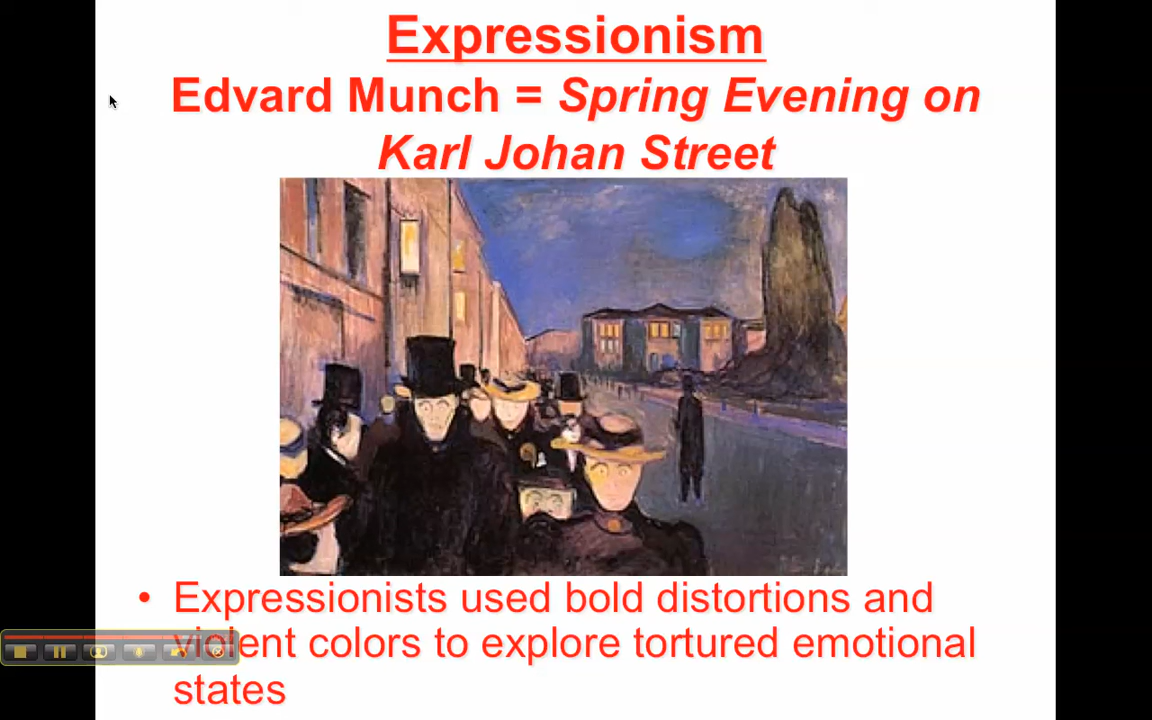 Expressionism
Edvard Munch = Spring Evening on
Karl Johan Street
• Expressionists used bold distortions and
violent colors to explore tortured emotional
states